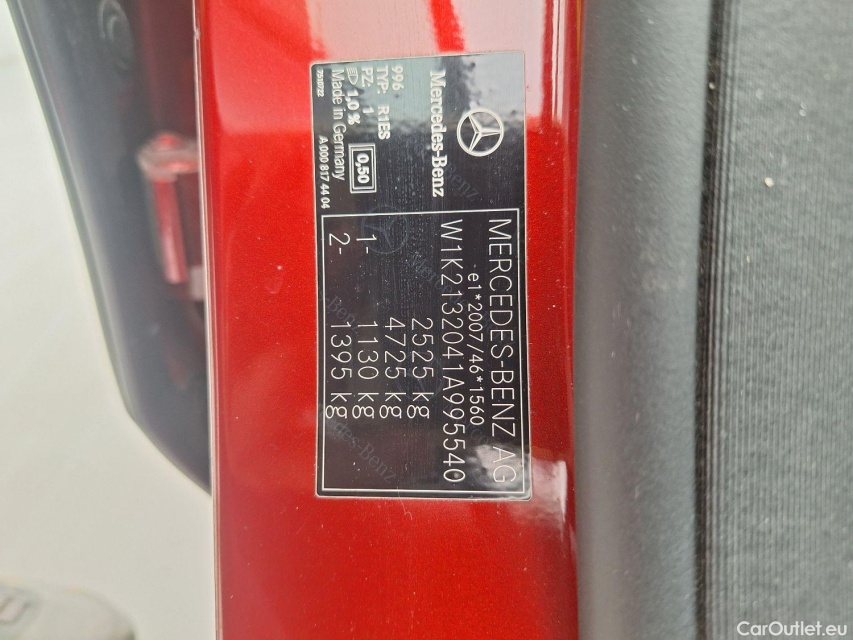 Mercedes-Benz
996
TYP: R1ES
PZ: 1
1,0 %
0,50
Made in Germany
A 000 817 44 04
MERCEDES-BENZ AG
e1*2007/46*1560
W1K2132041A995540
2525 kg
4725 kg
1- 1130 kg
2- 1395 kg
CarOutlet.eu